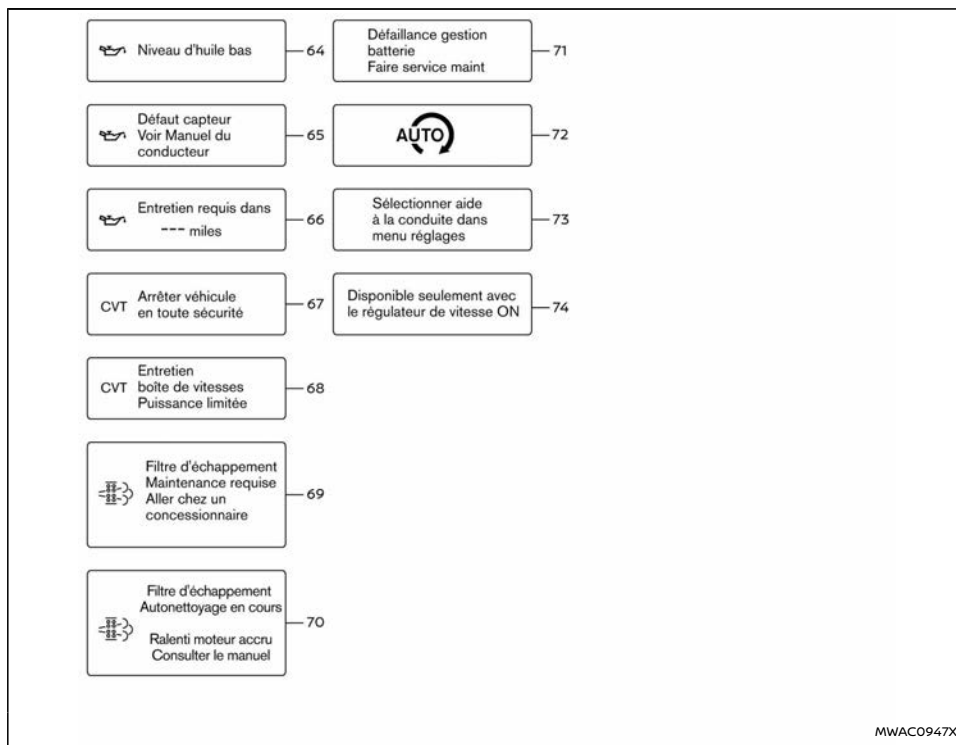 Niveau d'huile bas
64
Défaut capteur
Voir Manuel du
conducteur
65
Entretien requis dans
--- miles
66
CVT
Arrêter véhicule
en toute sécurité
67
CVT
Entretien
boîte de vitesses
Puissance limitée
68
Filtre d'échappement
Maintenance requise
Aller chez un
concessionnaire
69
Filtre d'échappement
Autonettoyage en cours
Ralenti moteur accru
Consulter le manuel
70
Défaillance gestion
batterie
Faire service maint
71
AUTO
72
Sélectionner aide
à la conduite dans
menu réglages
73
Disponible seulement avec
le régulateur de vitesse ON
74
MWAC0947X